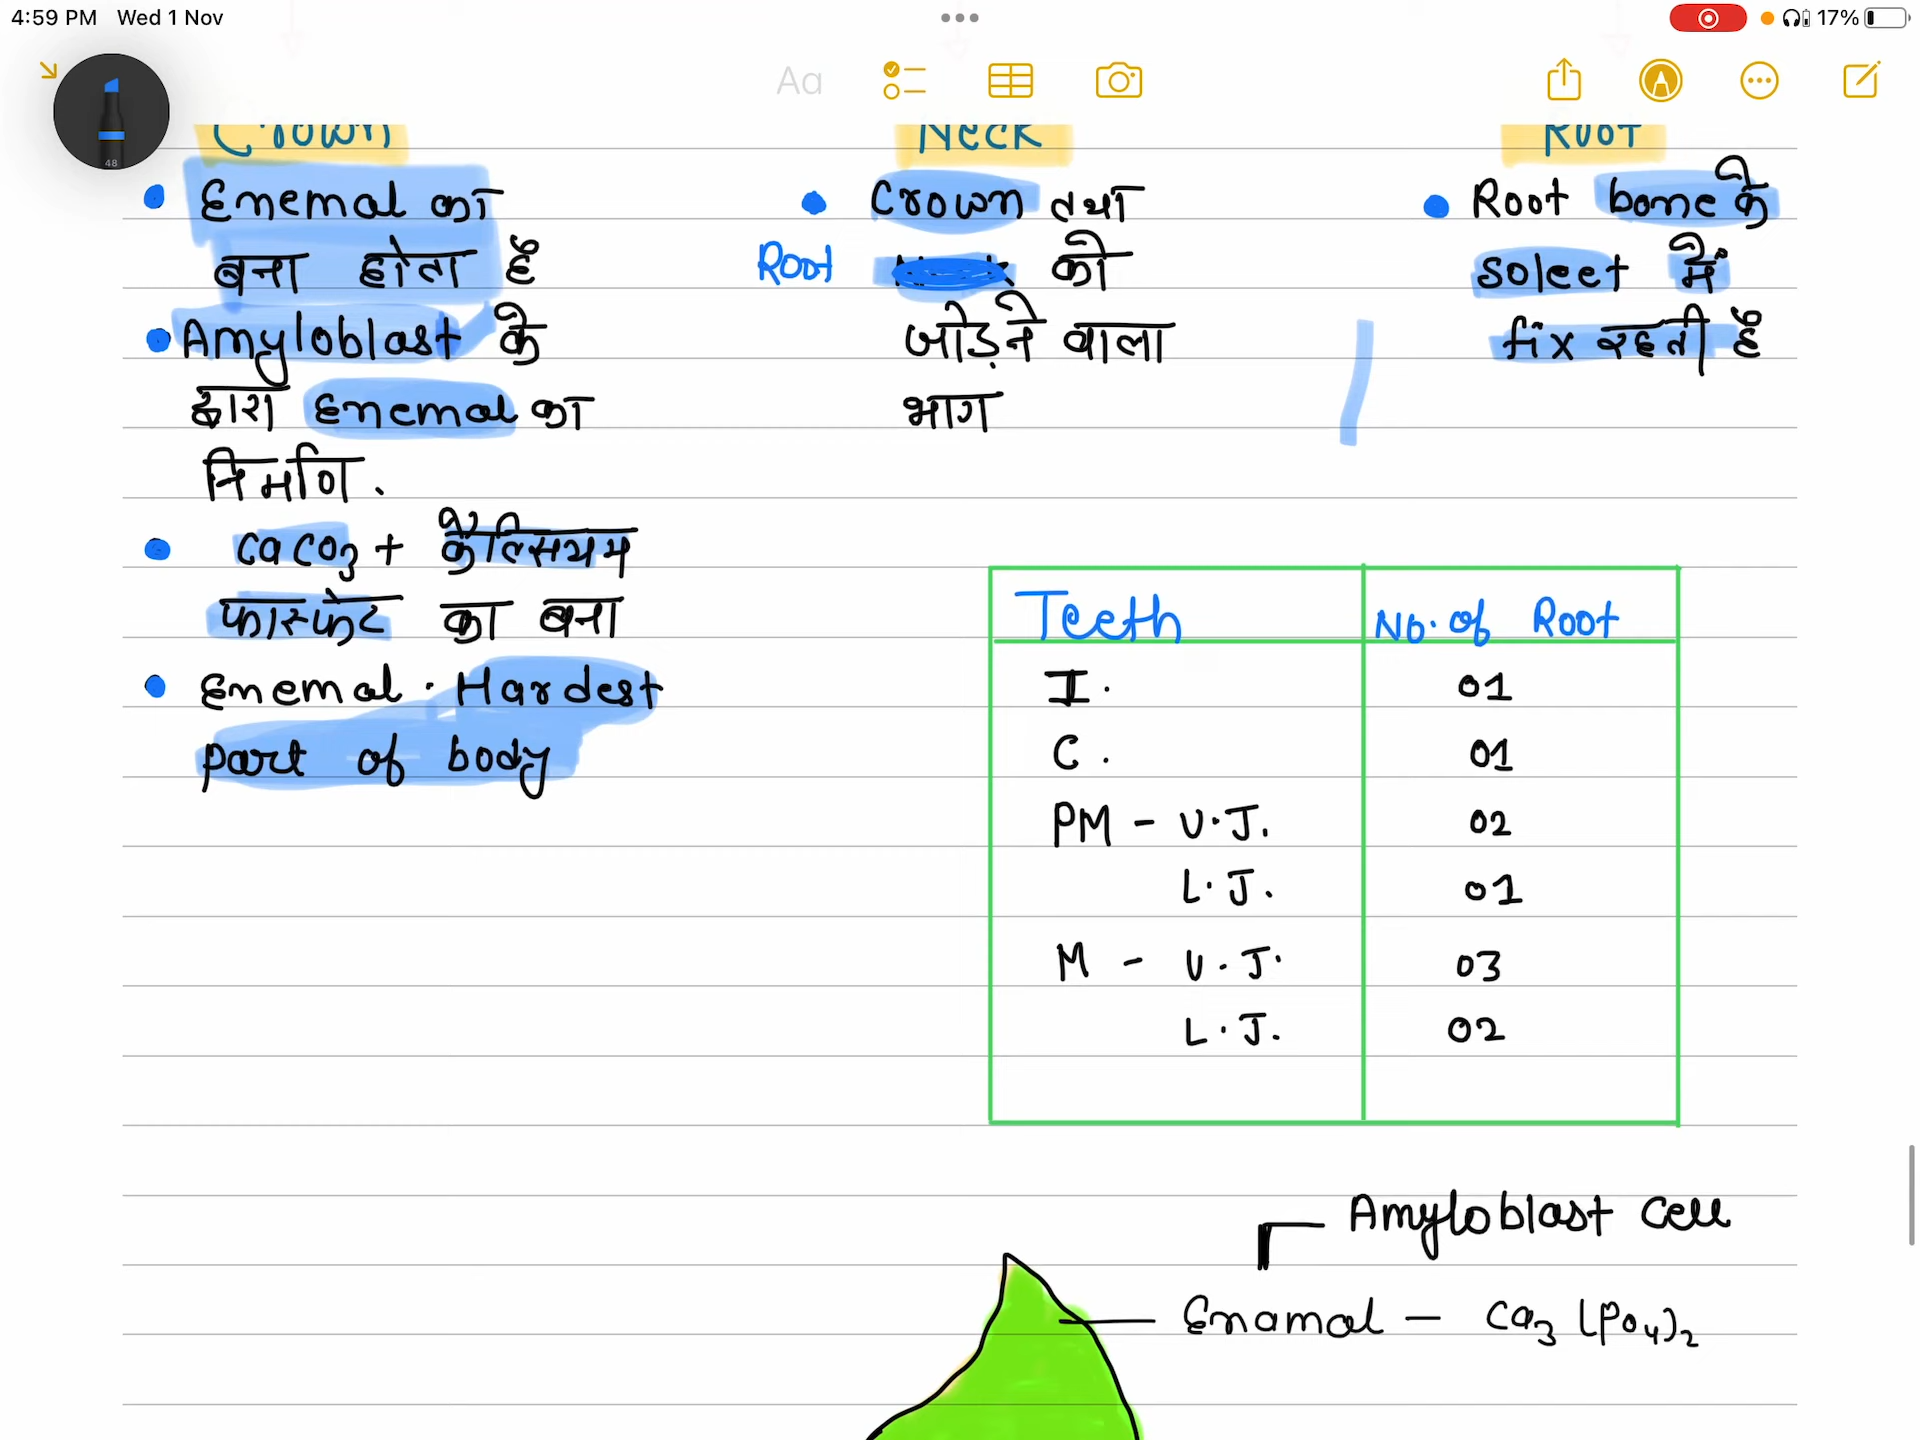 4:59 PM Wed 1 Nov
17%
Aa
48
Crown
Enemal का
बना होता है
Amyloblast के
द्वारा Enemal का
निर्माण.
CaCO3 + कैल्सियम
फास्फेट का बना
Enemal · Hardest
part of body
Neck
Crown तथा
Root को
जोड़ने वाला
भाग
Root
Root bone के
soleet में
fix रहती है
Teeth No. of Root
I. 01
C. 01
PM - U.J. 02
L.J. 01
M - U.J. 03
L.J. 02
Amyloblast cell
Enamal - Ca3 (PO4)2